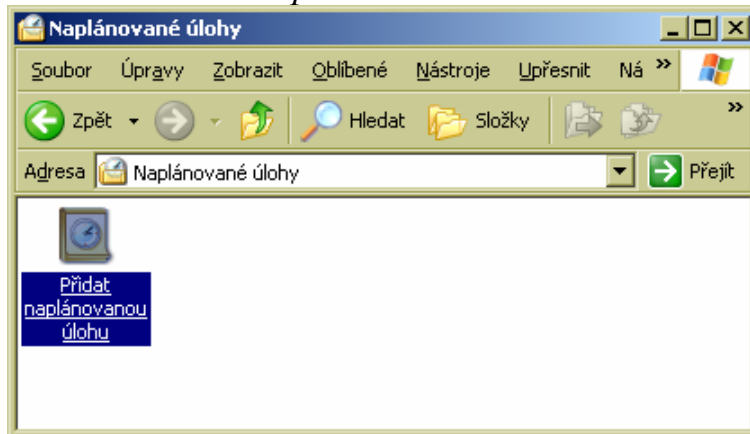 Naplánované úlohy
Soubor Úpravy Zobrazit Oblíbené Nástroje Upřesnit Ná »
Zpět Hledat Složky »
Adresa Naplánované úlohy Přejít
Přidat
naplánovanou
úlohu